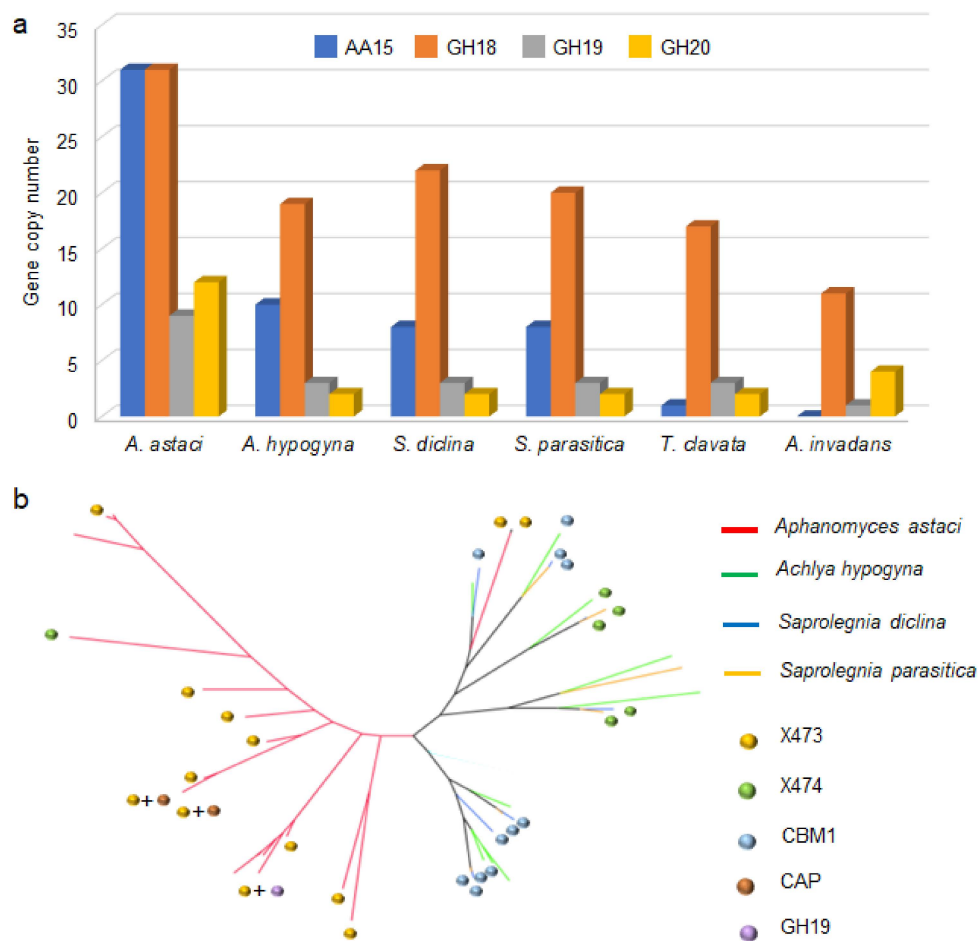 a
35
AA15 GH18 GH19 GH20
30
25
20
15
10
5
0
Gene copy number
A. astaci A. hypogyna S. diclina S. parasitica T. clavata A. invadans
b
Aphanomyces astaci
Achlya hypogyna
Saprolegnia diclina
Saprolegnia parasitica
X473
X474
CBM1
CAP
GH19
+
+
+